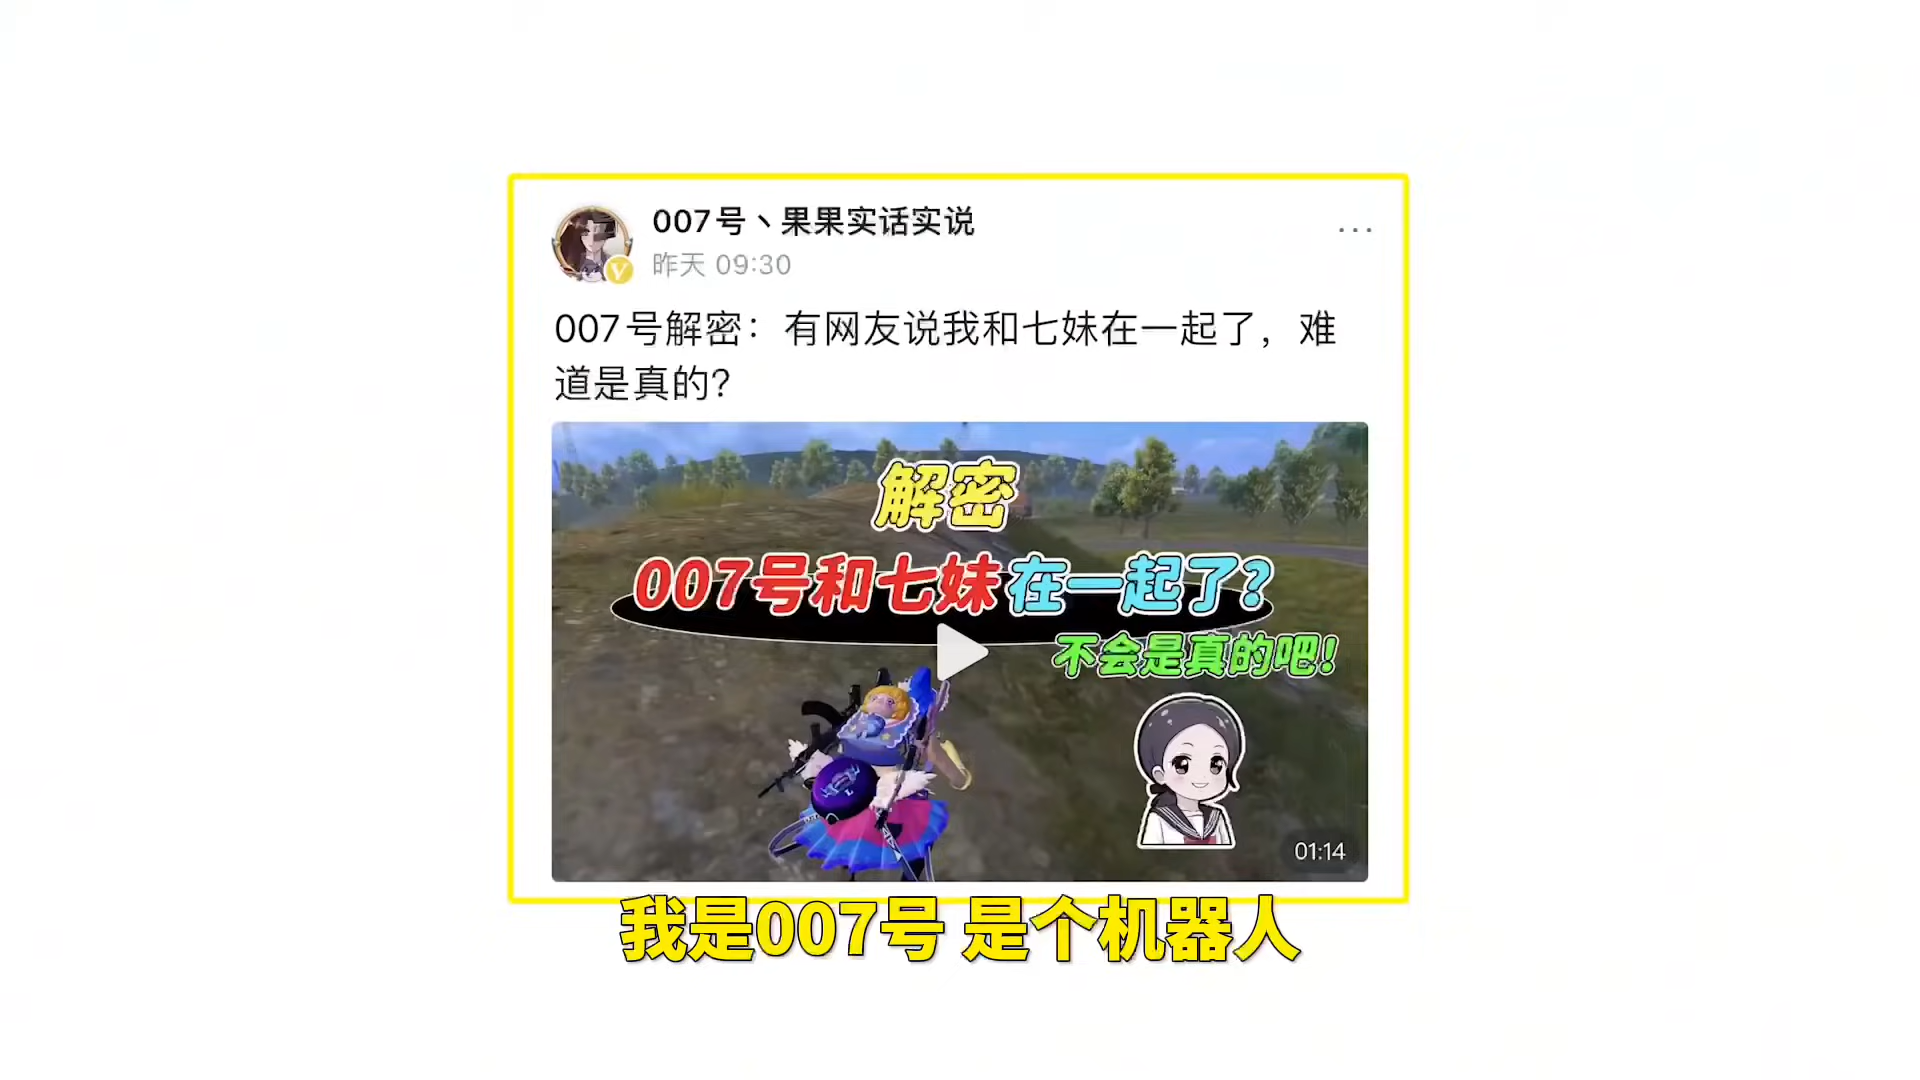 007号丶果果实话实说
昨天 09:30
007号解密：有网友说我和七妹在一起了，难
道是真的？
解密
007号和七妹在一起了？
不会是真的吧！
01:14
我是007号 是个机器人